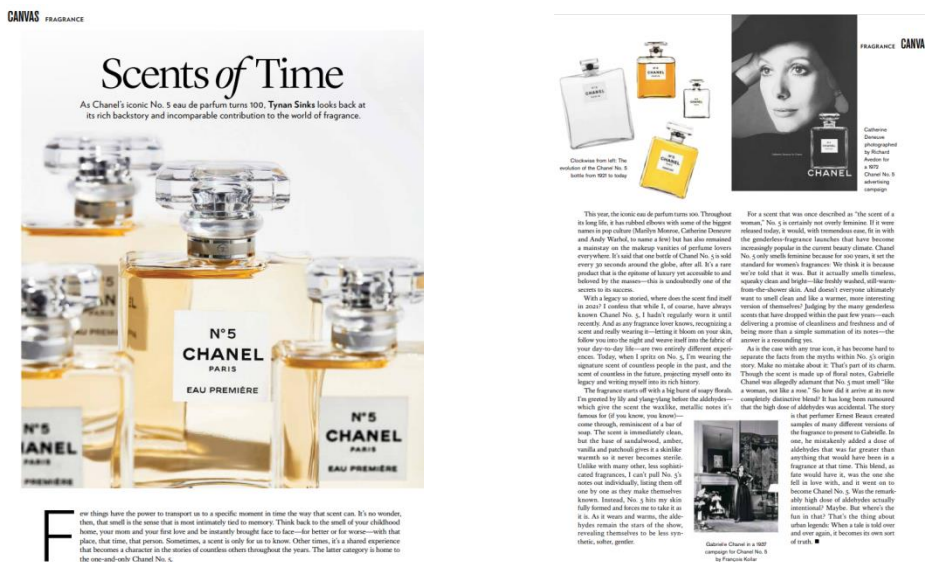 CANVAS FRAGRANCE
Scents of Time
As Chanel's iconic No. 5 eau de parfum turns 100, Tynan Sinks looks back at
its rich backstory and incomparable contribution to the world of fragrance.
N°5
CHANEL
PARIS
EAU PREMIÈRE
N°5
CHANEL
PARIS
EAU PREMIÈRE
N°5
ANEL
PARIS
PREMIÈRE
Few things have the power to transport us to a specific moment in time the way that scent can. It's no wonder,
then, that smell is the sense that is most intimately tied to memory. Think back to the smell of your childhood
home, your mom and your first love and be instantly brought face to face—for better or for worse—with that
place, that time, that person. Sometimes, a scent is only for us to know. Other times, it's a shared experience
that becomes a character in the stories of countless others throughout the years. The latter category is home to
the one-and-only Chanel No. 5.
FRAGRANCE CANVA
Clockwise from left: The
evolution of the Chanel No. 5
bottle from 1921 to today
CHANEL
Catherine
Deneuve
photographed
by Richard
Avedon for
a 1972
Chanel No. 5
advertising
campaign
This year, the iconic eau de parfum turns 100. Throughout
its long life, it has rubbed elbows with some of the biggest
names in pop culture (Marilyn Monroe, Catherine Deneuve
and Andy Warhol, to name a few) but has also remained
a mainstay on the makeup vanities of perfume lovers
everywhere. It's said that one bottle of Chanel No. 5 is sold
every 30 seconds around the globe, after all. It's a rare
product that is the epitome of luxury yet accessible to and
beloved by the masses—this is undoubtedly one of the
secrets to its success.
With a legacy so storied, where does the scent find itself
in 2021? I confess that while I, of course, have always
known Chanel No. 5, I hadn't regularly worn it until
recently. And as any fragrance lover knows, recognizing a
scent and really wearing it—letting it bloom on your skin,
follow you into the night and weave itself into the fabric of
your day-to-day life—are two entirely different experi-
ences. Today, when I spritz on No. 5, I'm wearing the
signature scent of countless people in the past, and the
scent of countless in the future, projecting myself onto its
legacy and writing myself into its rich history.
The fragrance starts off with a big burst of soapy florals.
I'm greeted by lily and ylang-ylang before the aldehydes—
which give the scent the waxlike, metallic notes it's
famous for (if you know, you know)—
come through, reminiscent of a bar of
soap. The scent is immediately clean,
but the base of sandalwood, amber,
vanilla and patchouli gives it a skinlike
warmth so it never becomes sterile.
Unlike with many other, less sophisti-
cated fragrances, I can't pull No. 5's
notes out individually, listing them off
one by one as they make themselves
known. Instead, No. 5 hits my skin
fully formed and forces me to take it as
it is. As it wears and warms, the alde-
hydes remain the stars of the show,
revealing themselves to be less syn-
thetic, softer, gentler.
For a scent that was once described as "the scent of a
woman," No. 5 is certainly not overly feminine. If it were
released today, it would, with tremendous ease, fit in with
the genderless-fragrance launches that have become
increasingly popular in the current beauty climate. Chanel
No. 5 only smells feminine because for 100 years, it set the
standard for women's fragrances: We think it is because
we're told that it was. But it actually smells timeless,
squeaky clean and bright—like freshly washed, still-warm-
from-the-shower skin. And doesn't everyone ultimately
want to smell clean and like a warmer, more interesting
version of themselves? Judging by the many genderless
scents that have dropped within the past few years—each
delivering a promise of cleanliness and freshness and of
being more than a simple summation of its notes—the
answer is a resounding yes.
As is the case with any true icon, it has become hard to
separate the facts from the myths within No. 5's origin
story. Make no mistake about it: That's part of its charm.
Though the scent is made up of floral notes, Gabrielle
Chanel was allegedly adamant that No. 5 must smell "like
a woman, not like a rose." So how did it arrive at its now
completely distinctive blend? It has long been rumoured
that the high dose of aldehydes was accidental. The story
is that perfumer Ernest Beaux created
samples of many different versions of
the fragrance to present to Gabrielle. In
one, he mistakenly added a dose of
aldehydes that was far greater than
anything that would have been in a
fragrance at that time. This blend, as
fate would have it, was the one she
fell in love with, and it went on to
become Chanel No. 5. Was the remark-
ably high dose of aldehydes actually
intentional? Maybe. But where's the
fun in that? That's the thing about
urban legends: When a tale is told over
and over again, it becomes its own sort
of truth. ■
Gabrielle Chanel in a 1937
campaign for Chanel No. 5
by François Kollar